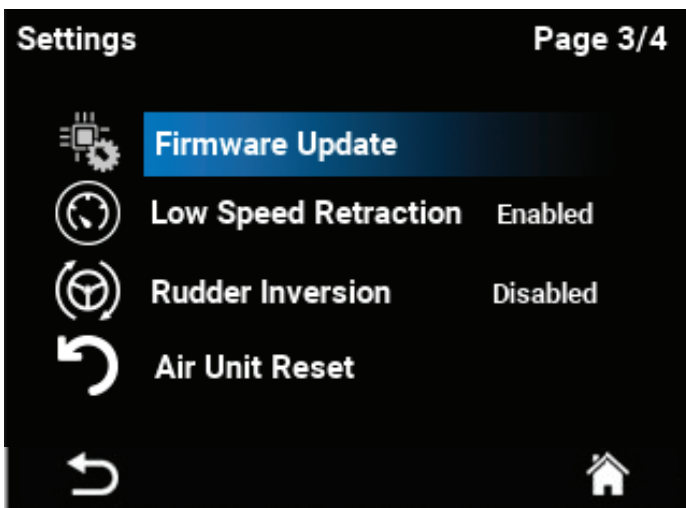 Settings Page 3/4
Firmware Update
Low Speed Retraction Enabled
Rudder Inversion Disabled
Air Unit Reset